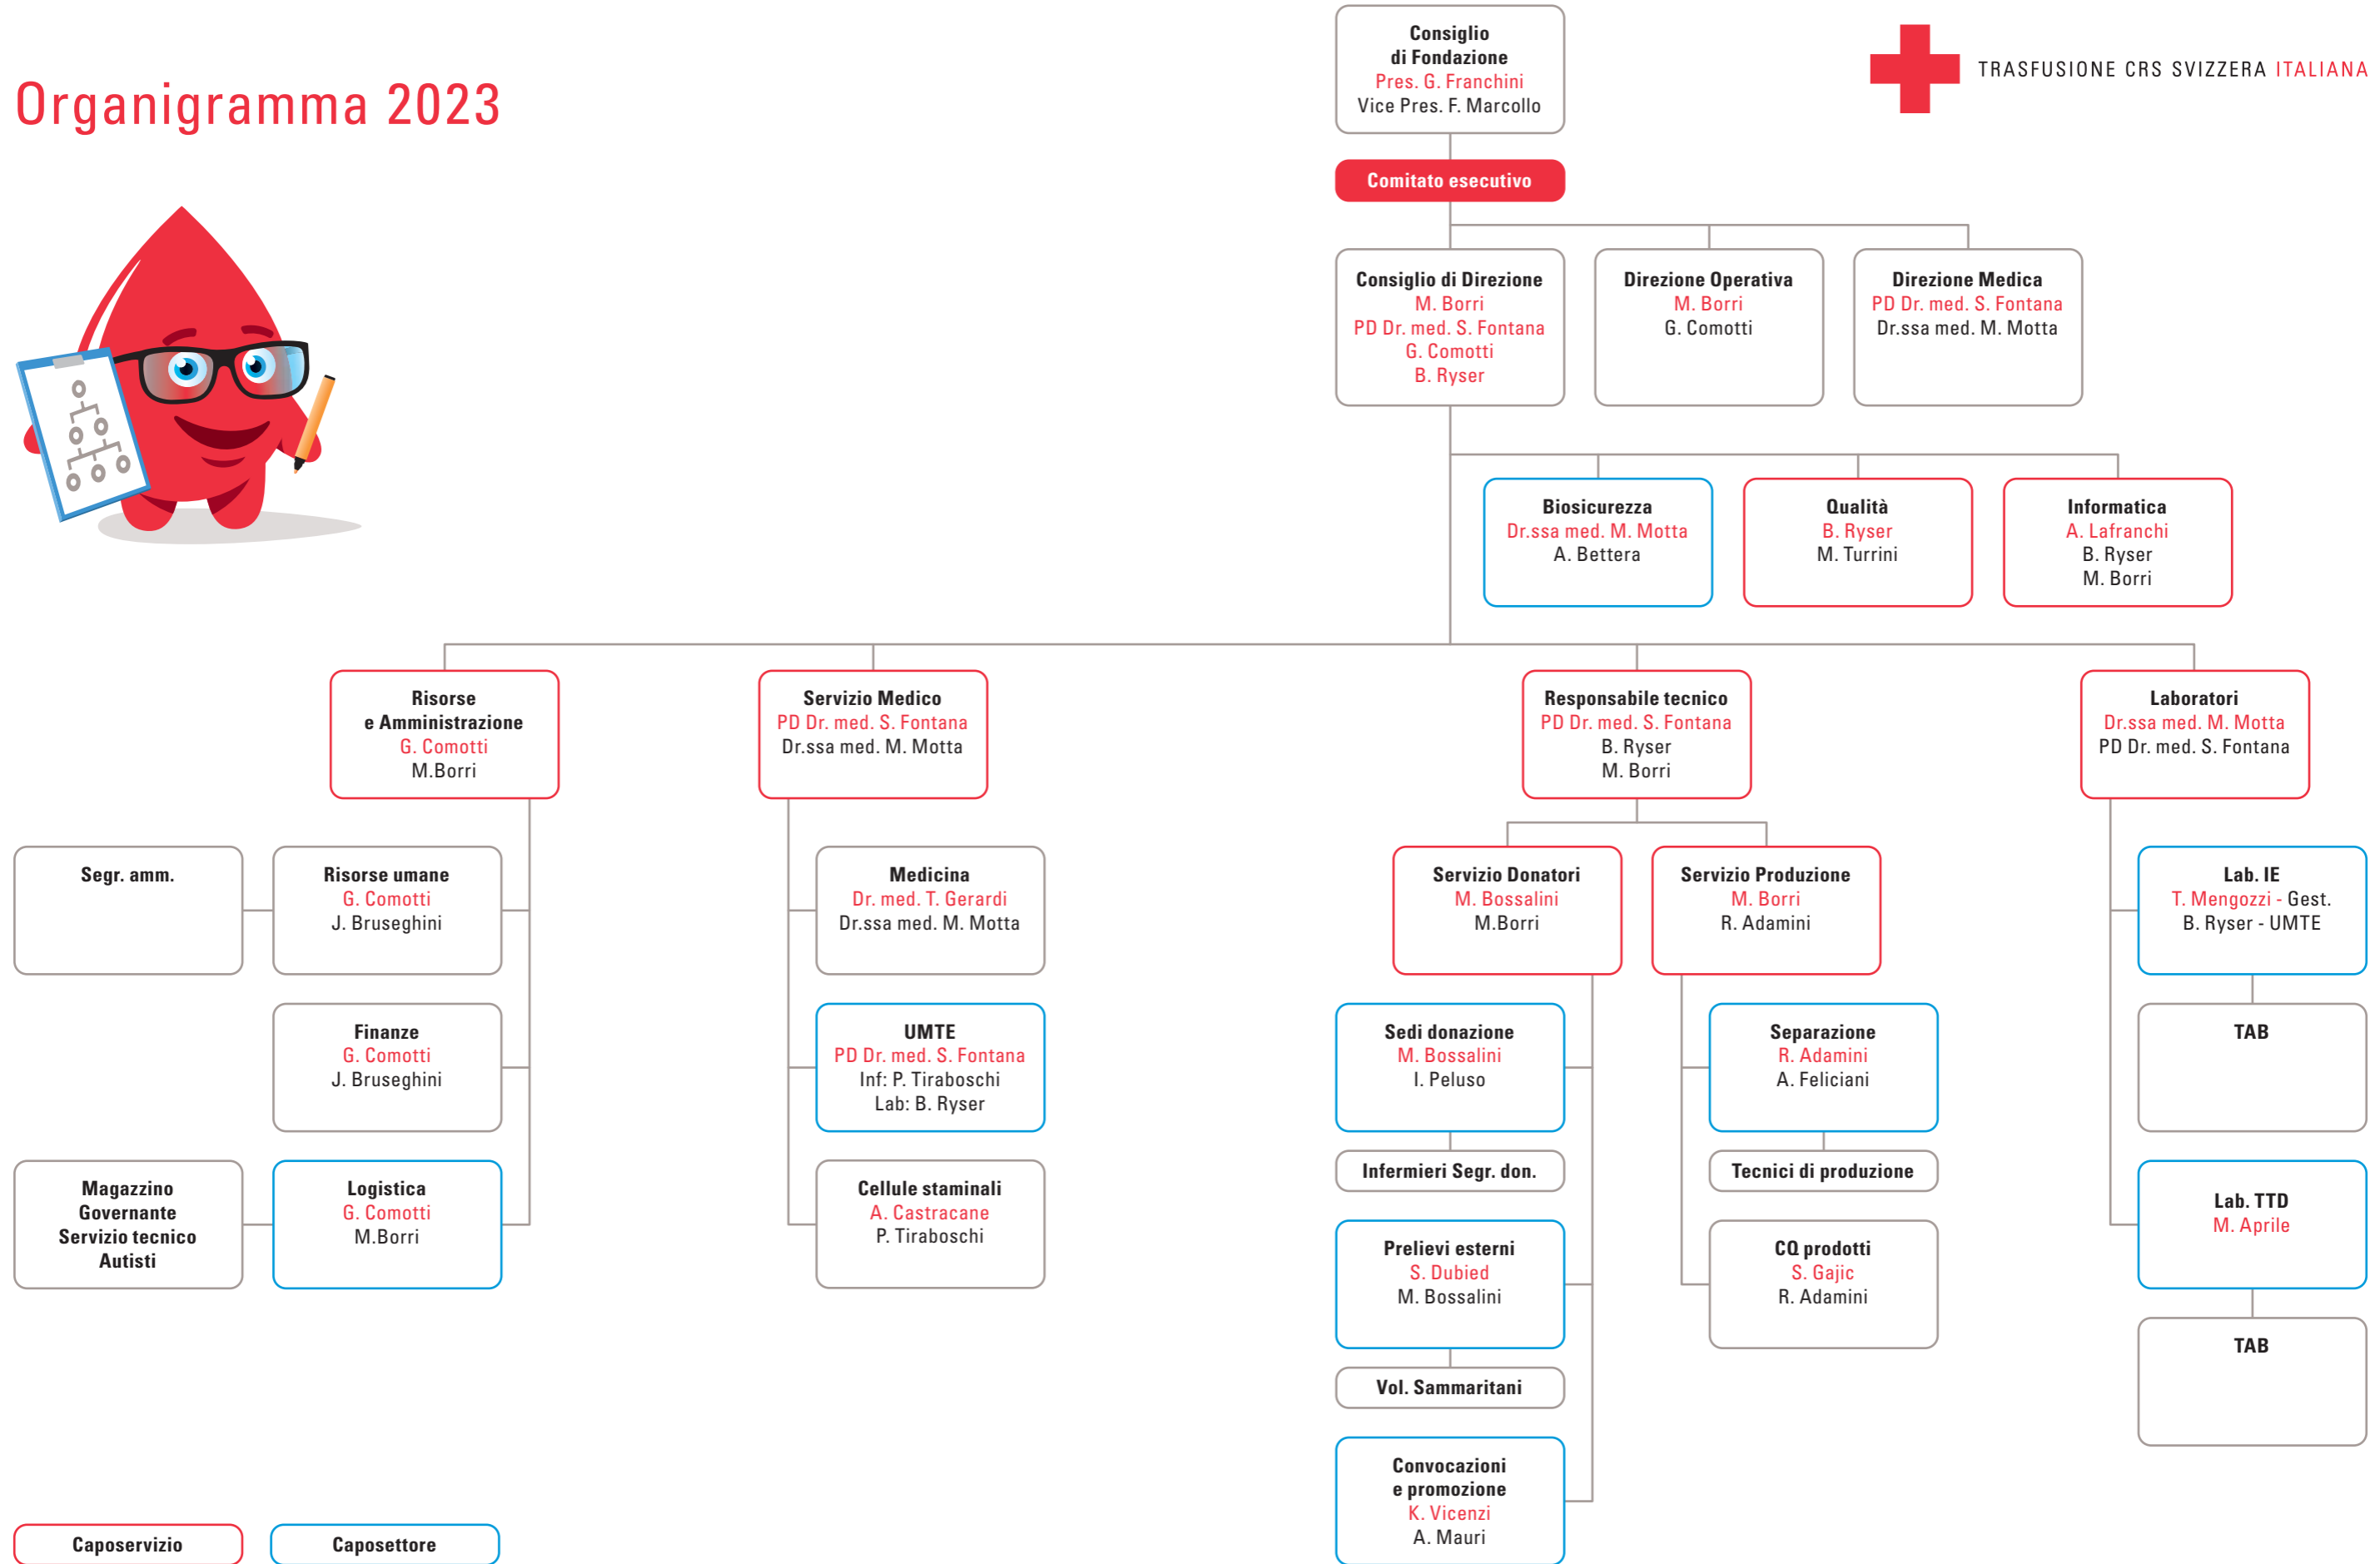 Organigramma 2023
TRASFUSIONE CRS SVIZZERA ITALIANA
Consiglio
di Fondazione
Pres. G. Franchini
Vice Pres. F. Marcollo
Comitato esecutivo
Consiglio di Direzione
M. Borri
PD Dr. med. S. Fontana
G. Comotti
B. Ryser
Direzione Operativa
M. Borri
G. Comotti
Direzione Medica
PD Dr. med. S. Fontana
Dr.ssa med. M. Motta
Biosicurezza
Dr.ssa med. M. Motta
A. Bettera
Qualità
B. Ryser
M. Turrini
Informatica
A. Lafranchi
B. Ryser
M. Borri
Risorse
e Amministrazione
G. Comotti
M.Borri
Servizio Medico
PD Dr. med. S. Fontana
Dr.ssa med. M. Motta
Responsabile tecnico
PD Dr. med. S. Fontana
B. Ryser
M. Borri
Laboratori
Dr.ssa med. M. Motta
PD Dr. med. S. Fontana
Segr. amm.
Risorse umane
G. Comotti
J. Bruseghini
Finanze
G. Comotti
J. Bruseghini
Magazzino
Governante
Servizio tecnico
Autisti
Logistica
G. Comotti
M.Borri
Medicina
Dr. med. T. Gerardi
Dr.ssa med. M. Motta
UMTE
PD Dr. med. S. Fontana
Inf: P. Tiraboschi
Lab: B. Ryser
Cellule staminali
A. Castracane
P. Tiraboschi
Servizio Donatori
M. Bossalini
M.Borri
Servizio Produzione
M. Borri
R. Adamini
Sedi donazione
M. Bossalini
I. Peluso
Infermieri Segr. don.
Prelievi esterni
S. Dubied
M. Bossalini
Vol. Sammaritani
Convocazioni
e promozione
K. Vicenzi
A. Mauri
Separazione
R. Adamini
A. Feliciani
Tecnici di produzione
CQ prodotti
S. Gajic
R. Adamini
Lab. IE
T. Mengozzi - Gest.
B. Ryser - UMTE
TAB
Lab. TTD
M. Aprile
TAB
Caposervizio
Caposettore